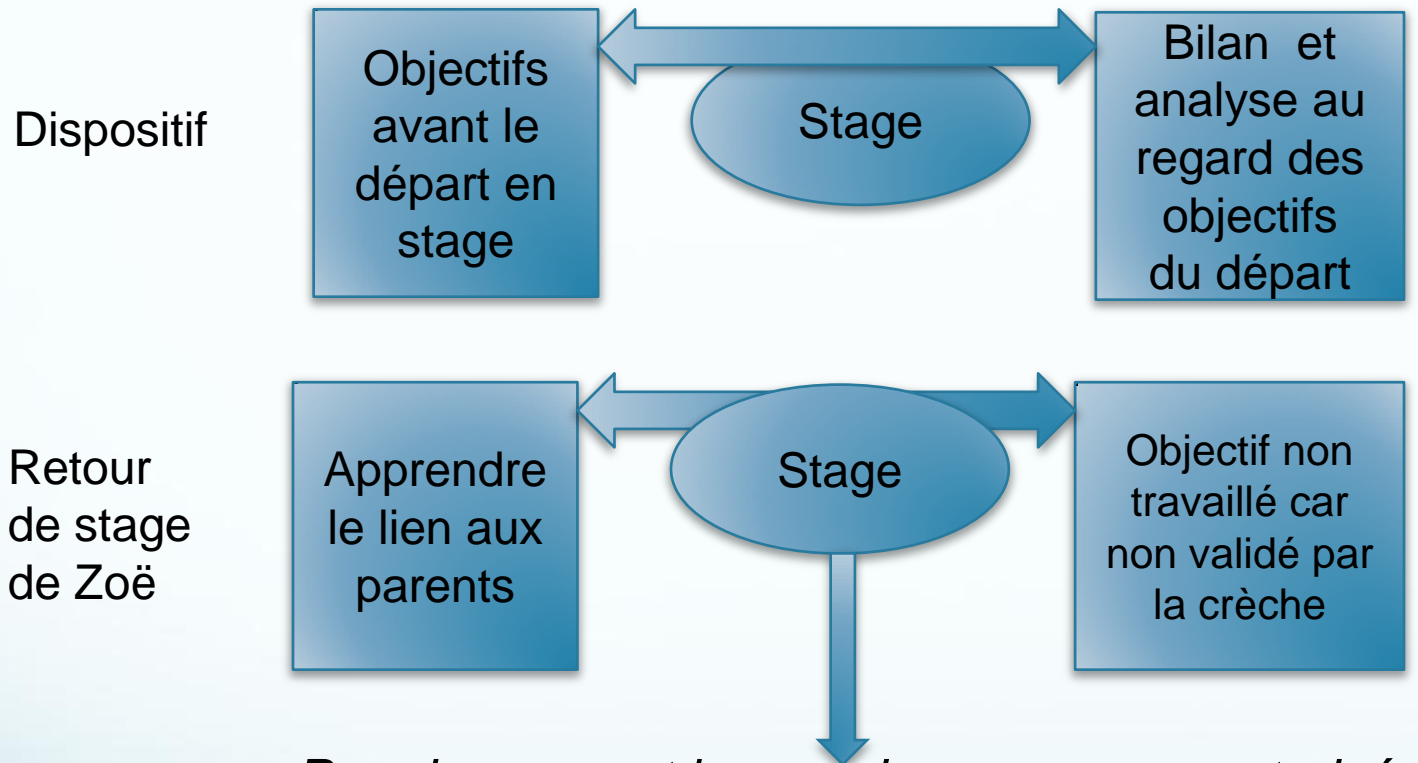 Dispositif
Objectifs
avant le
départ en
stage
Stage
Bilan et
analyse au
regard des
objectifs
du départ
Retour
de stage
de Zoë
Apprendre
le lien aux
parents
Stage
Objectif non
travaillé car
non validé par
la crèche